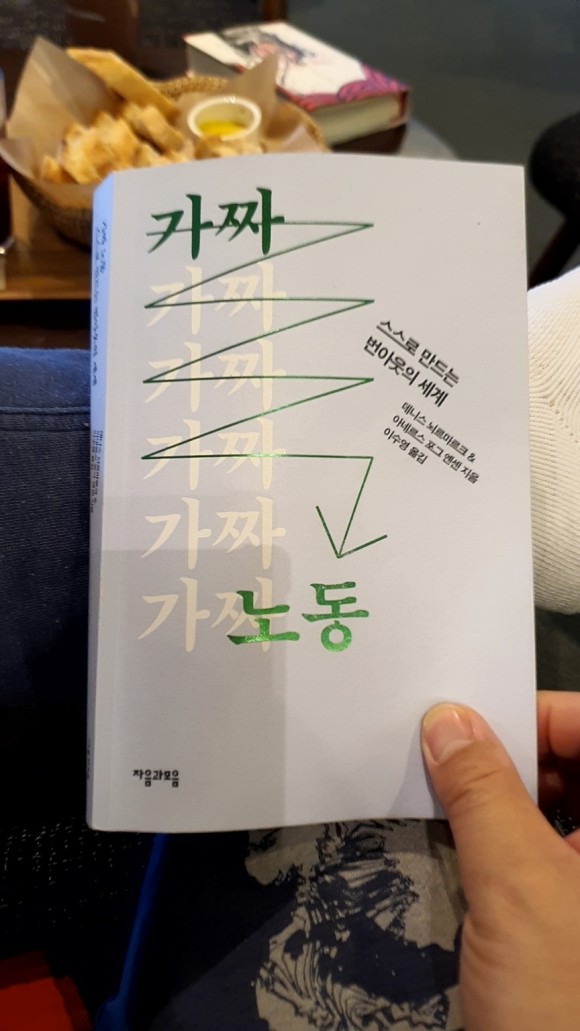 가짜
가짜
가짜
가짜
가짜
가짜
노동
스스로 만드는
번아웃의 세계
데니스 뇌르마르크 &
아네르스 포그 옌센 지음
이수영 옮김
자음과모음